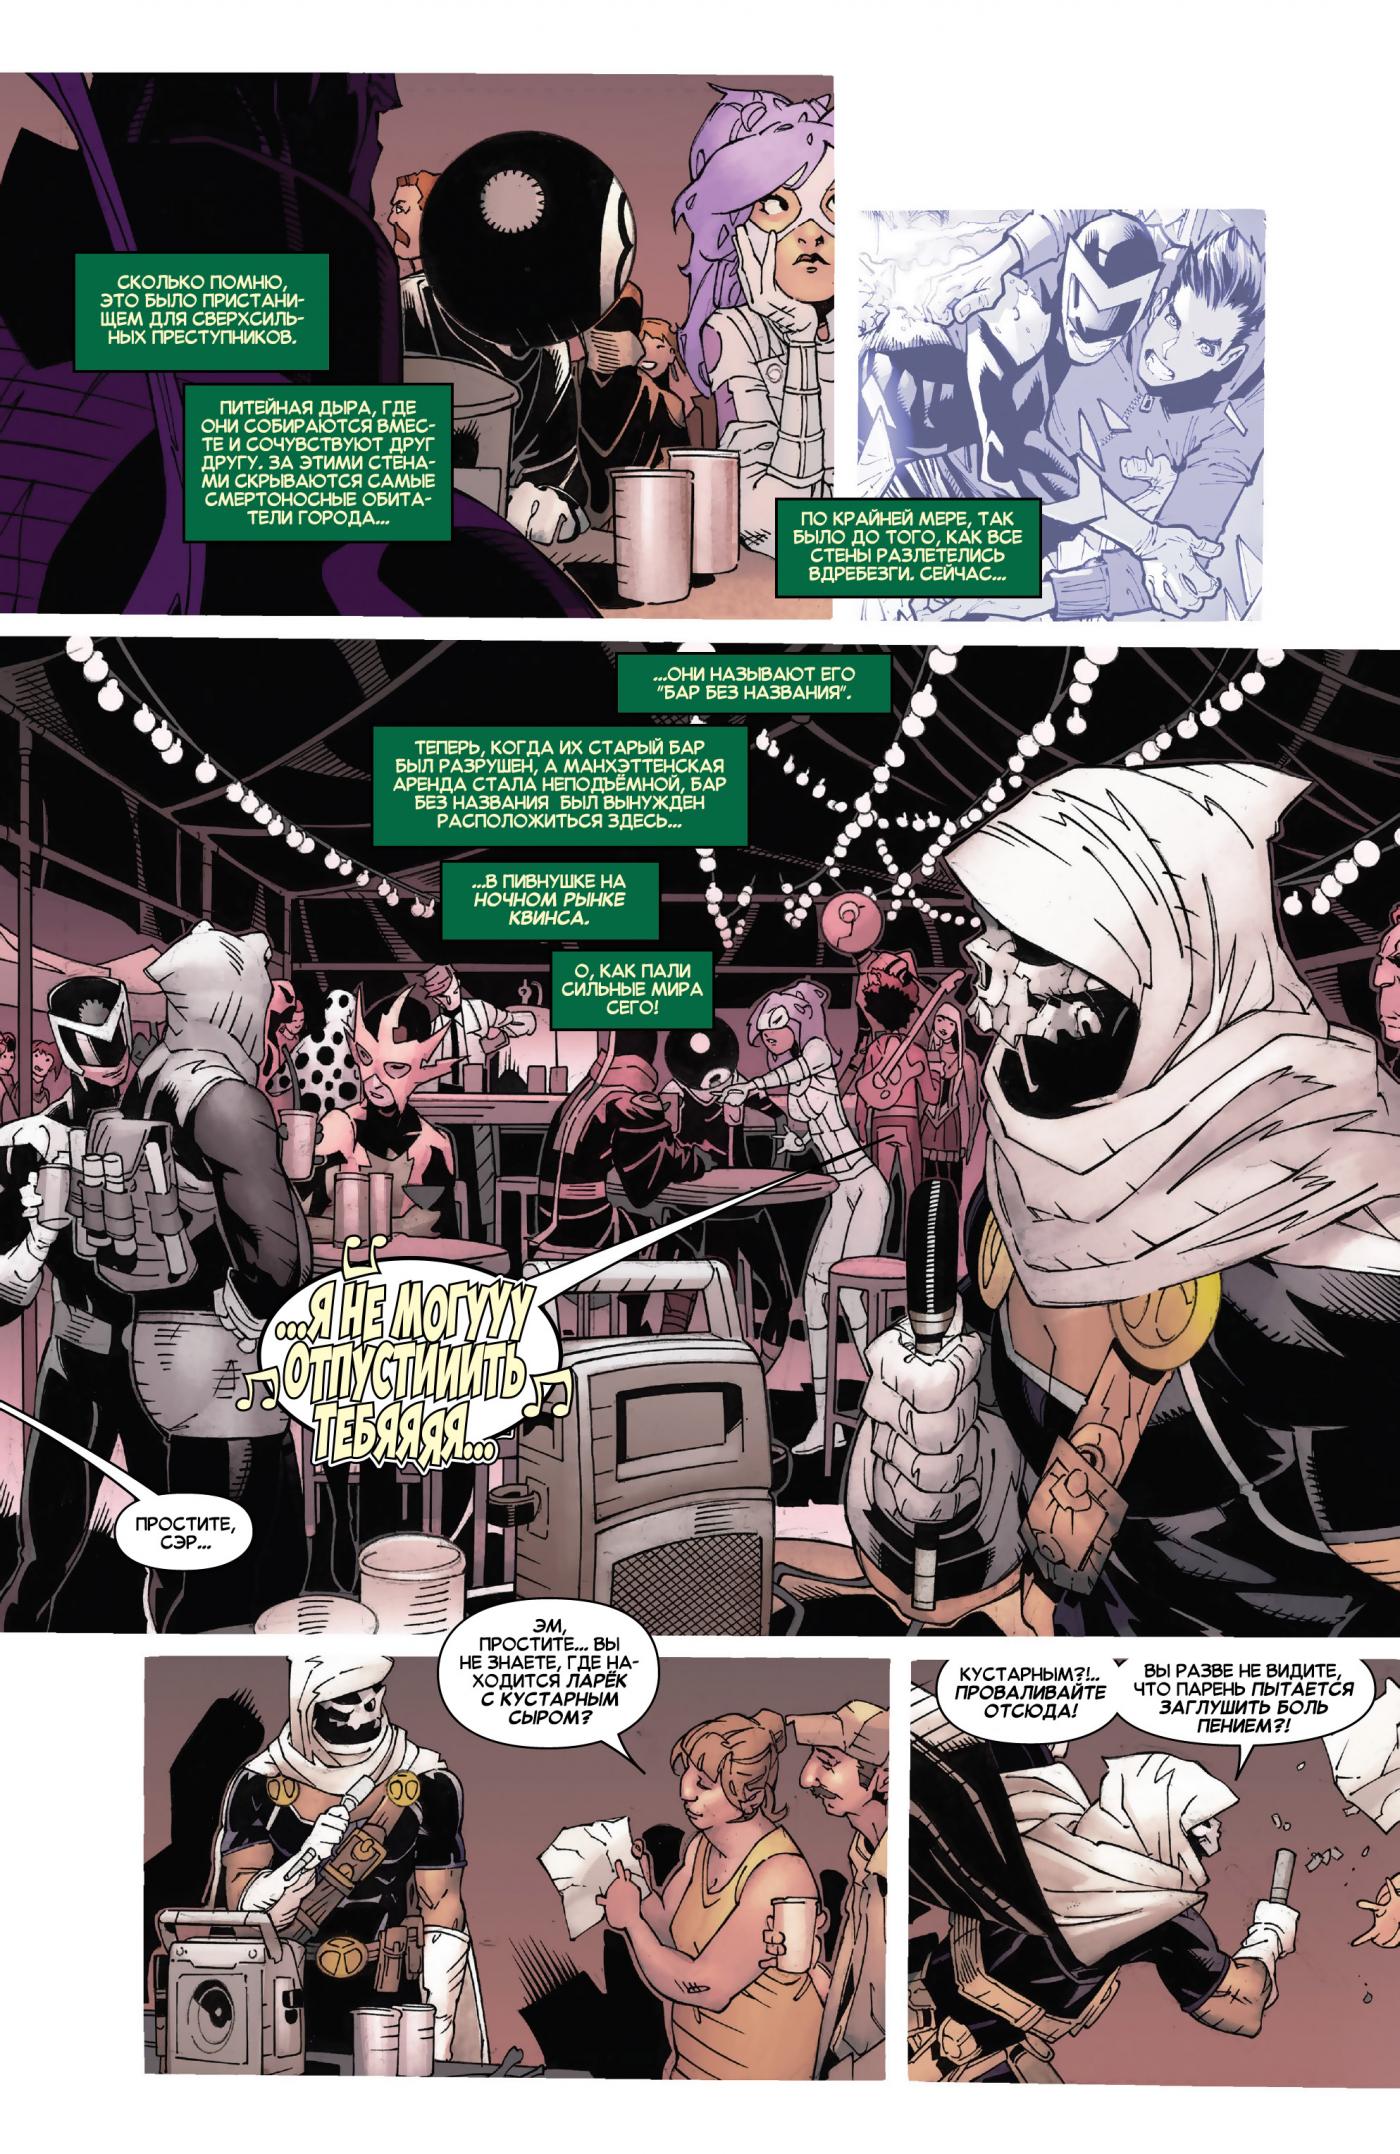 СКОЛЬКО ПОМНЮ,
ЭТО БЫЛО ПРИСТАНИ-
ЩЕМ ДЛЯ СВЕРХСИЛЬ-
НЫХ ПРЕСТУПНИКОВ.
ПИТЕЙНАЯ ДЫРА, ГДЕ
ОНИ СОБИРАЮТСЯ ВМЕС-
ТЕ И СОЧУВСТВУЮТ ДРУГ
ДРУГУ. ЗА ЭТИМИ СТЕНА-
МИ СКРЫВАЮТСЯ САМЫЕ
СМЕРТОНОСНЫЕ ОБИТА-
ТЕЛИ ГОРОДА...
ПО КРАЙНЕЙ МЕРЕ, ТАК
БЫЛО ДО ТОГО, КАК ВСЕ
СТЕНЫ РАЗЛЕТЕЛИСЬ
ВДРЕБЕЗГИ. СЕЙЧАС...
...ОНИ НАЗЫВАЮТ ЕГО
"БАР БЕЗ НАЗВАНИЯ".
ТЕПЕРЬ, КОГДА ИХ СТАРЫЙ БАР
БЫЛ РАЗРУШЕН, А МАНХЭТТЕНСКАЯ
АРЕНДА СТАЛА НЕПОДЪЁМНОЙ, БАР
БЕЗ НАЗВАНИЯ БЫЛ ВЫНУЖДЕН
РАСПОЛОЖИТЬСЯ ЗДЕСЬ...
...В ПИВНУШКЕ НА
НОЧНОМ РЫНКЕ
КВИНСА.
О, КАК ПАЛИ
СИЛЬНЫЕ МИРА
СЕГО!
...Я НЕ МОГУУУ
ОТПУСТИИИТЬ
ТЕБЯЯЯЯ...
ПРОСТИТЕ,
СЭР...
ЭМ,
ПРОСТИТЕ... ВЫ
НЕ ЗНАЕТЕ, ГДЕ НА-
ХОДИТСЯ ЛАРЁК
С КУСТАРНЫМ
СЫРОМ?
КУСТАРНЫМ?!..
ПРОВАЛИВАЙТЕ
ОТСЮДА!
ВЫ РАЗВЕ НЕ ВИДИТЕ,
ЧТО ПАРЕНЬ ПЫТАЕТСЯ
ЗАГЛУШИТЬ БОЛЬ
ПЕНИЕМ?!